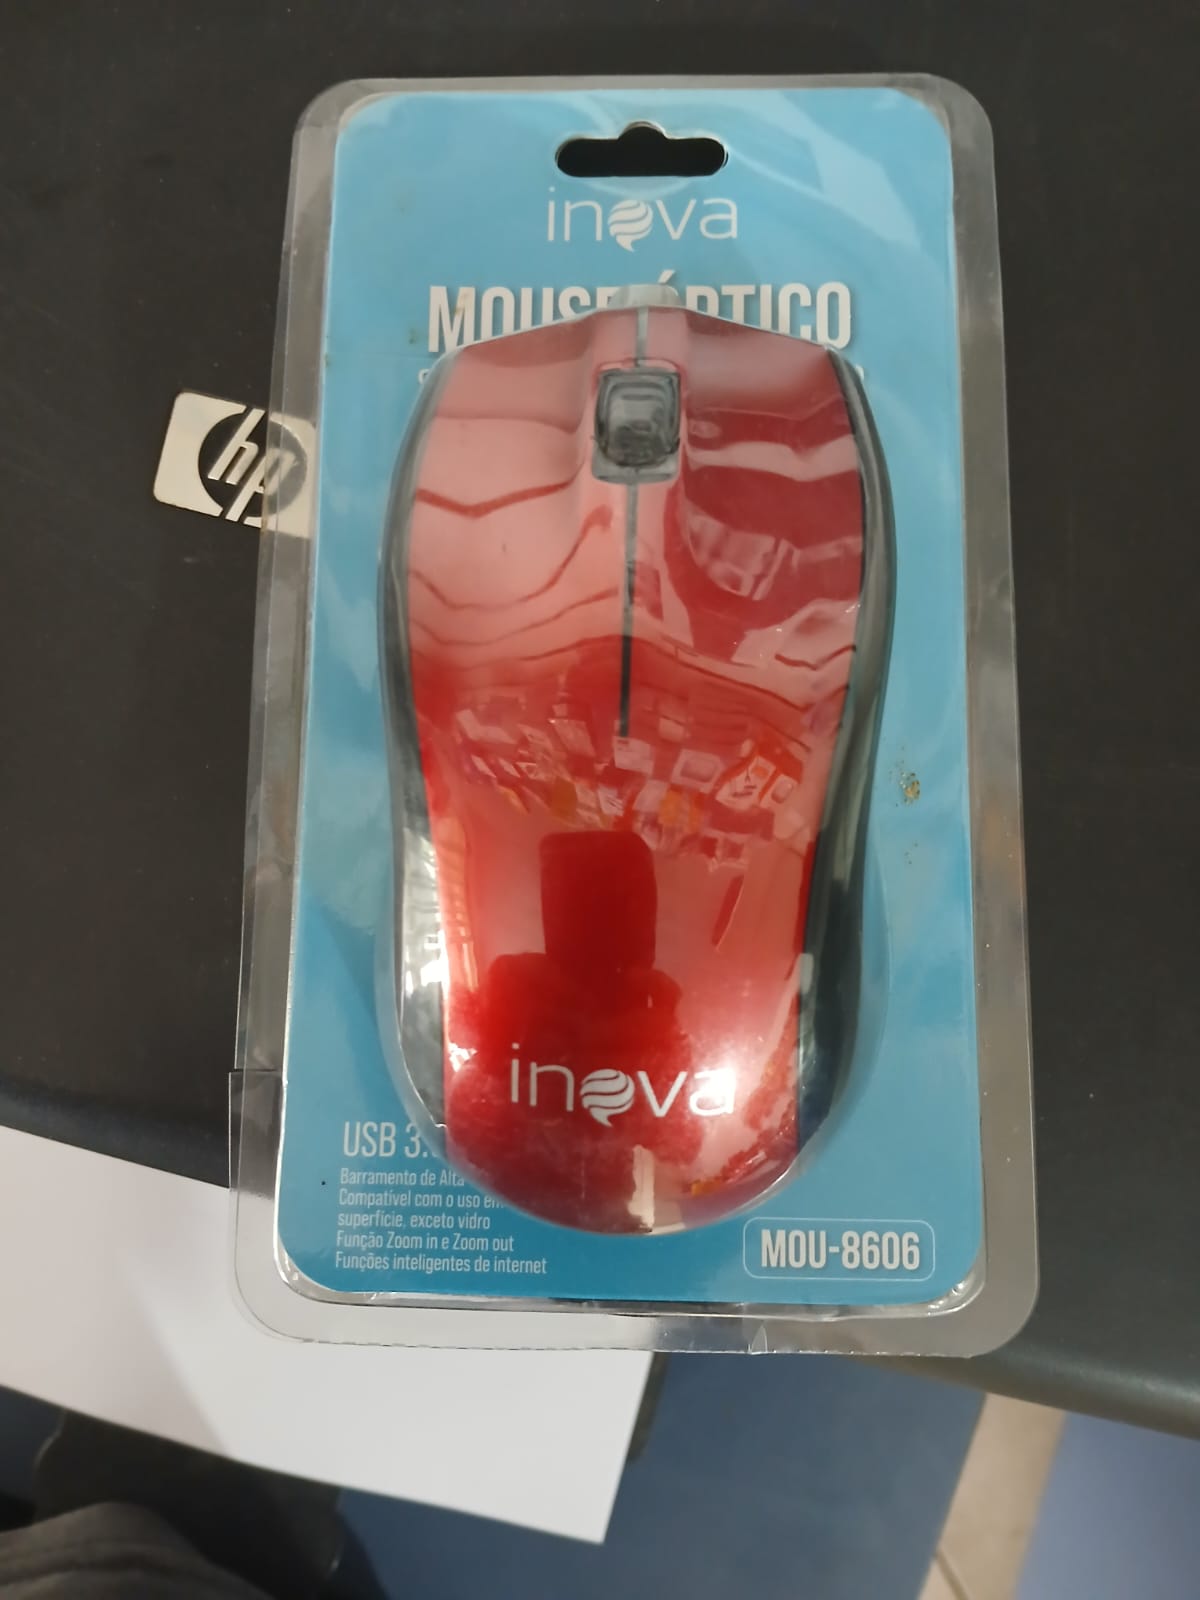 inova
MOUSE ÓPTICO
hp
inova
USB 3.
Barramento de Alta
Compatível com o uso em
superfície, exceto vidro
Função Zoom in e Zoom out
Funções inteligentes de internet
MOU-8606